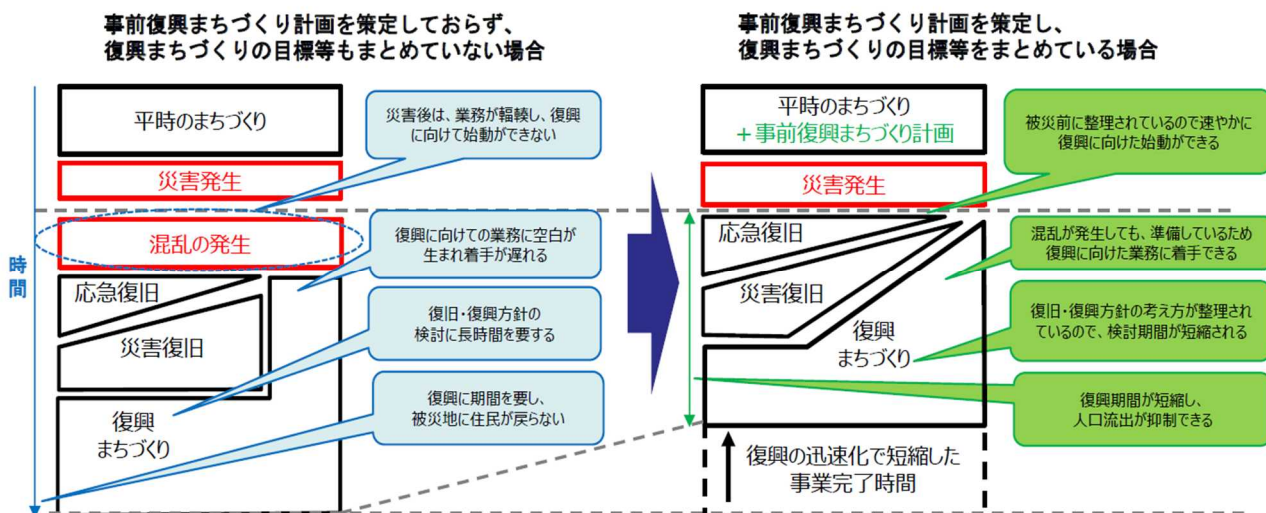 事前復興まちづくり計画を策定しておらず、
復興まちづくりの目標等もまとめていない場合
平時のまちづくり
災害発生
混乱の発生
応急復旧
災害復旧
復興
まちづくり
時間
災害後は、業務が輻輳し、復興
に向けて始動ができない
復興に向けての業務に空白が
生まれ着手が遅れる
復旧・復興方針の
検討に長時間を要する
復興に期間を要し、
被災地に住民が戻らない
事前復興まちづくり計画を策定し、
復興まちづくりの目標等をまとめている場合
平時のまちづくり
+事前復興まちづくり計画
災害発生
応急復旧
災害復旧
復興
まちづくり
復興の迅速化で短縮した
事業完了時間
被災前に整理されているので速やかに
復興に向けた始動ができる
混乱が発生しても、準備しているため
復興に向けた業務に着手できる
復旧・復興方針の考え方が整理され
ているので、検討期間が短縮される
復興期間が短縮し、
人口流出が抑制できる